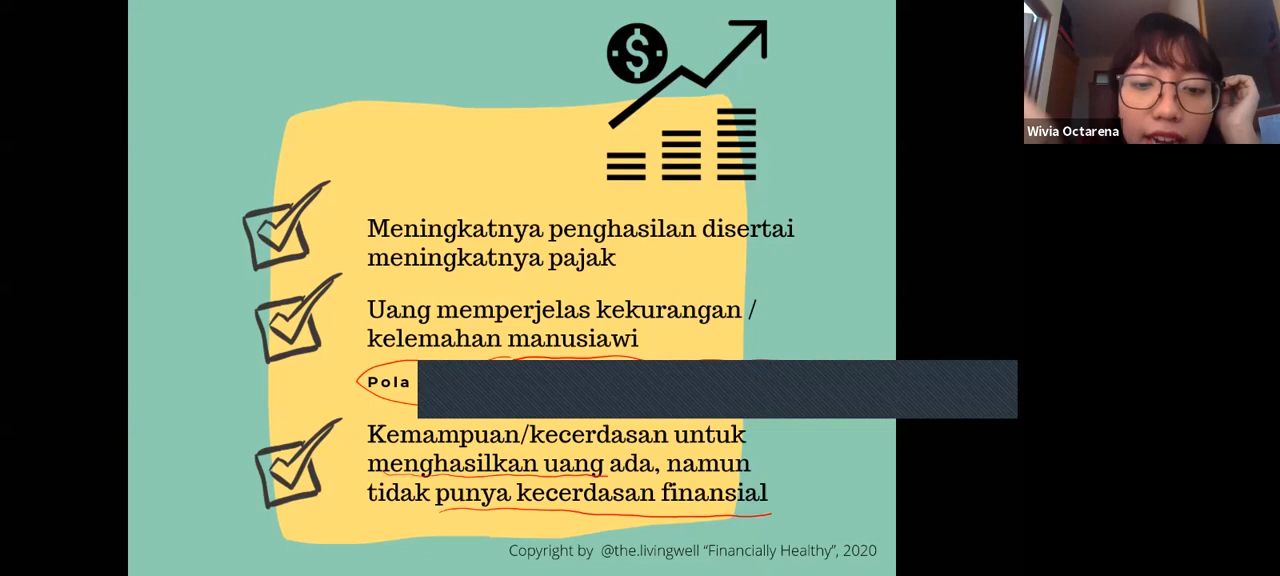 Wivia Octarena
Meningkatnya penghasilan disertai
meningkatnya pajak
Uang memperjelas kekurangan /
kelemahan manusiawi
Pola
Kemampuan/kecerdasan untuk
menghasilkan uang ada, namun
tidak punya kecerdasan finansial
Copyright by @the.livingwell “Financially Healthy”, 2020